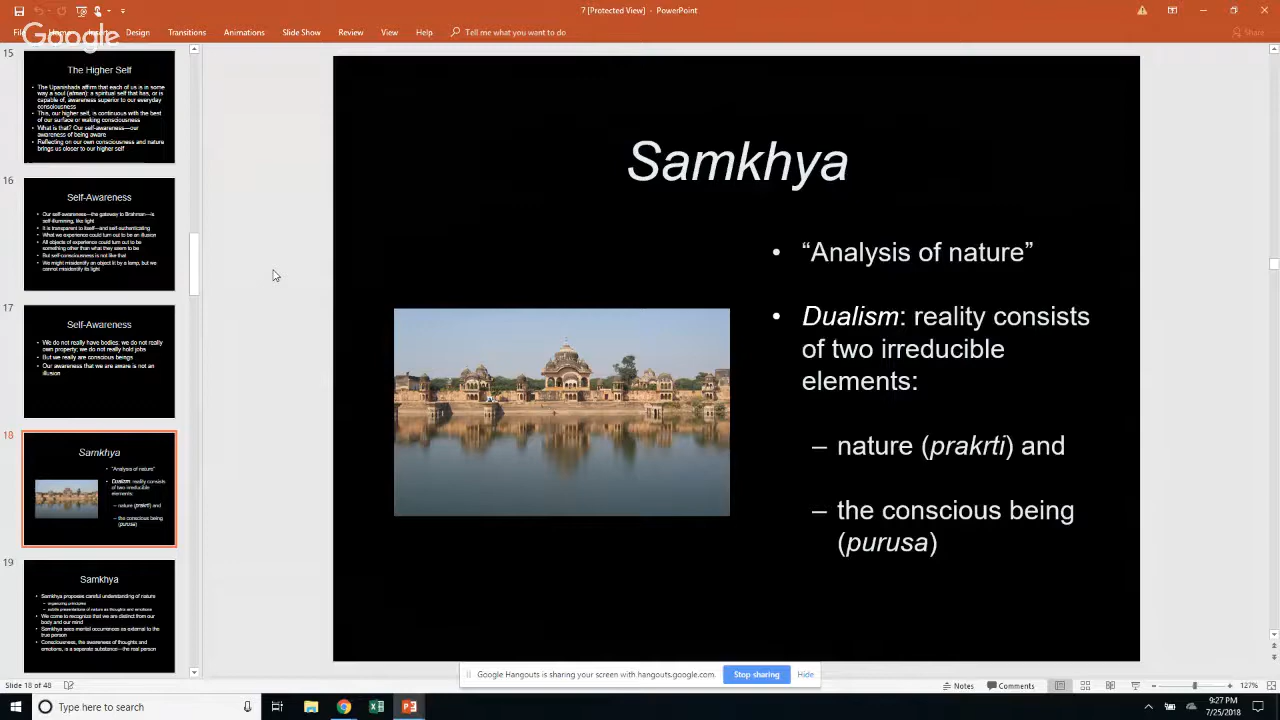 7 [Protected View] - PowerPoint
Google
File Home Insert Design Transitions Animations Slide Show Review View Help Tell me what you want to do Share
15
The Higher Self
• The Upanishads affirm that each of us is in some
way a soul (atman): a spiritual self that has, or is
capable of, awareness superior to our everyday
consciousness
• This, our higher self, is continuous with the best
of our surface or waking consciousness
• What is that? Our self-awareness—our
awareness of being aware
• Reflecting on our own consciousness and nature
brings us closer to our higher self
16
Self-Awareness
• Our self-awareness—the gateway to Brahman—is
self-illumining, like light
• It is transparent to itself—and self-authenticating
• What we experience could turn out to be an illusion
• All objects of experience could turn out to be
something other than what they seem to be
• But self-consciousness is not like that
• We might misidentify an object lit by a lamp, but we
cannot misidentify its light
17
Self-Awareness
• We do not really have bodies; we do not really
own property; we do not really hold jobs
• But we really are conscious beings
• Our awareness that we are aware is not an
illusion
18
Samkhya
• "Analysis of nature"
• Dualism: reality consists
of two irreducible
elements:
– nature (prakrti) and
– the conscious being
(purusa)
19
Samkhya
• Samkhya proposes careful understanding of nature
• organizing principles
• subtle presentations of nature as thoughts and emotions
• We come to recognize that we are distinct from our
body and our mind
• Samkhya sees mental occurrences as external to the
true person
• Consciousness, the awareness of thoughts and
emotions, is a separate substance—the real person
Samkhya
• “Analysis of nature”
• Dualism: reality consists
of two irreducible
elements:
– nature (prakrti) and
– the conscious being
(purusa)
Google Hangouts is sharing your screen with hangouts.google.com. Stop sharing Hide
Slide 18 of 48 Notes Comments 127%
Type here to search
9:27 PM
7/25/2018